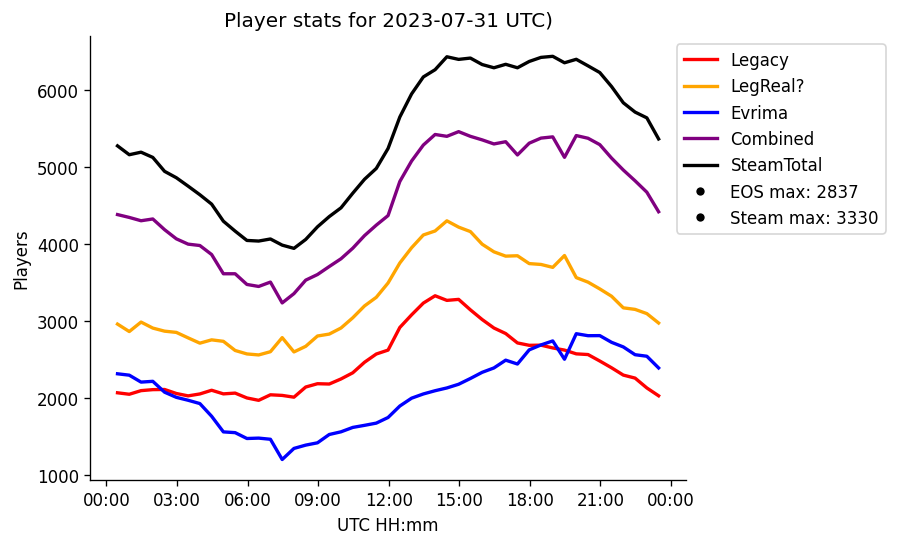 Player stats for 2023-07-31 UTC)
Players
6000
5000
4000
3000
2000
1000
00:00 03:00 06:00 09:00 12:00 15:00 18:00 21:00 00:00
UTC HH:mm
Legacy
LegReal?
Evrima
Combined
SteamTotal
EOS max: 2837
Steam max: 3330